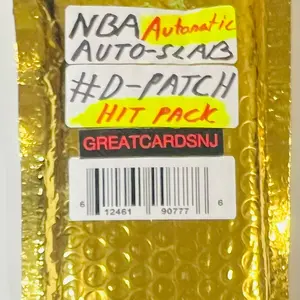 NBA Automatic
AUTO-SLAB
#D-PATCH
HIT PACK
GREATCARDSNJ
6 12461 90777 6